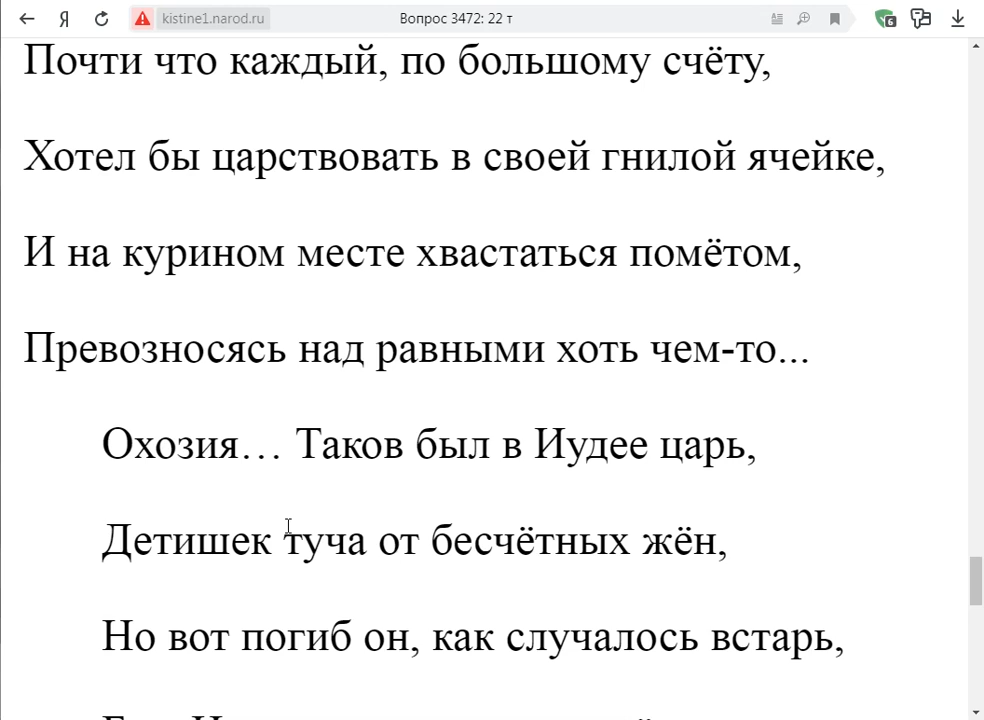 Я kistine1.narod.ru Вопрос 3472: 22 т 6
Почти что каждый, по большому счёту,
Хотел бы царствовать в своей гнилой ячейке,
И на курином месте хвастаться помётом,
Превозносясь над равными хоть чем-то...
Охозия… Таков был в Иудее царь,
Детишек туча от бесчётных жён,
Но вот погиб он, как случалось встарь,